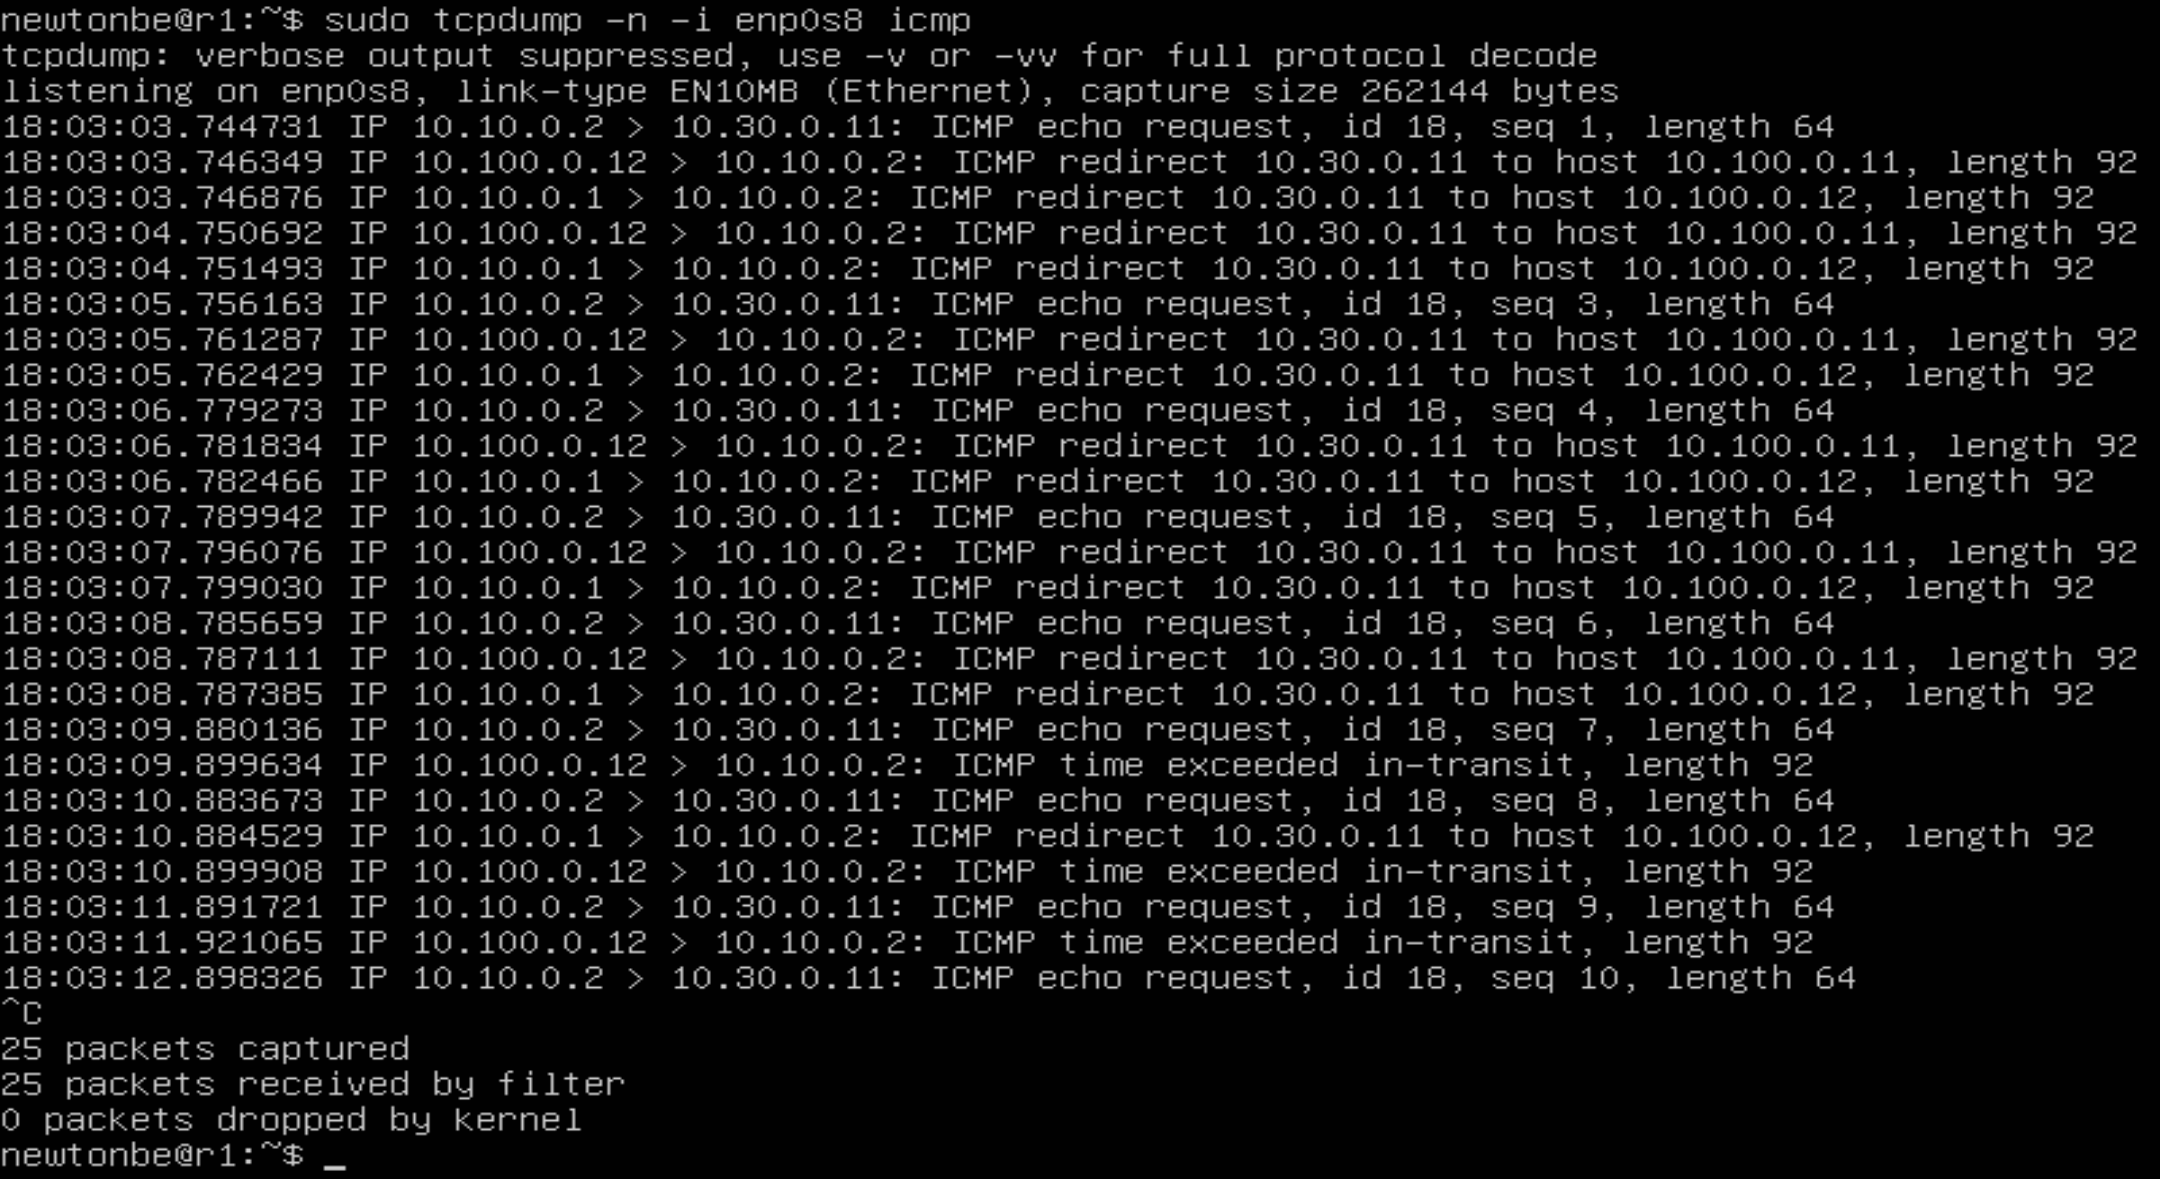 newtonbe@r1:~$ sudo tcpdump -n -i enp0s8 icmp
tcpdump: verbose output suppressed, use -v or -vv for full protocol decode
listening on enp0s8, link-type EN10MB (Ethernet), capture size 262144 bytes
18:03:03.744731 IP 10.10.0.2 > 10.30.0.11: ICMP echo request, id 18, seq 1, length 64
18:03:03.746349 IP 10.100.0.12 > 10.10.0.2: ICMP redirect 10.30.0.11 to host 10.100.0.11, length 92
18:03:03.746876 IP 10.10.0.1 > 10.10.0.2: ICMP redirect 10.30.0.11 to host 10.100.0.12, length 92
18:03:04.750692 IP 10.100.0.12 > 10.10.0.2: ICMP redirect 10.30.0.11 to host 10.100.0.11, length 92
18:03:04.751493 IP 10.10.0.1 > 10.10.0.2: ICMP redirect 10.30.0.11 to host 10.100.0.12, length 92
18:03:05.756163 IP 10.10.0.2 > 10.30.0.11: ICMP echo request, id 18, seq 3, length 64
18:03:05.761287 IP 10.100.0.12 > 10.10.0.2: ICMP redirect 10.30.0.11 to host 10.100.0.11, length 92
18:03:05.762429 IP 10.10.0.1 > 10.10.0.2: ICMP redirect 10.30.0.11 to host 10.100.0.12, length 92
18:03:06.779273 IP 10.10.0.2 > 10.30.0.11: ICMP echo request, id 18, seq 4, length 64
18:03:06.781834 IP 10.100.0.12 > 10.10.0.2: ICMP redirect 10.30.0.11 to host 10.100.0.11, length 92
18:03:06.782466 IP 10.10.0.1 > 10.10.0.2: ICMP redirect 10.30.0.11 to host 10.100.0.12, length 92
18:03:07.789942 IP 10.10.0.2 > 10.30.0.11: ICMP echo request, id 18, seq 5, length 64
18:03:07.796076 IP 10.100.0.12 > 10.10.0.2: ICMP redirect 10.30.0.11 to host 10.100.0.11, length 92
18:03:07.799030 IP 10.10.0.1 > 10.10.0.2: ICMP redirect 10.30.0.11 to host 10.100.0.12, length 92
18:03:08.785659 IP 10.10.0.2 > 10.30.0.11: ICMP echo request, id 18, seq 6, length 64
18:03:08.787111 IP 10.100.0.12 > 10.10.0.2: ICMP redirect 10.30.0.11 to host 10.100.0.11, length 92
18:03:08.787385 IP 10.10.0.1 > 10.10.0.2: ICMP redirect 10.30.0.11 to host 10.100.0.12, length 92
18:03:09.880136 IP 10.10.0.2 > 10.30.0.11: ICMP echo request, id 18, seq 7, length 64
18:03:09.899634 IP 10.100.0.12 > 10.10.0.2: ICMP time exceeded in-transit, length 92
18:03:10.883673 IP 10.10.0.2 > 10.30.0.11: ICMP echo request, id 18, seq 8, length 64
18:03:10.884529 IP 10.10.0.1 > 10.10.0.2: ICMP redirect 10.30.0.11 to host 10.100.0.12, length 92
18:03:10.899908 IP 10.100.0.12 > 10.10.0.2: ICMP time exceeded in-transit, length 92
18:03:11.891721 IP 10.10.0.2 > 10.30.0.11: ICMP echo request, id 18, seq 9, length 64
18:03:11.921065 IP 10.100.0.12 > 10.10.0.2: ICMP time exceeded in-transit, length 92
18:03:12.898326 IP 10.10.0.2 > 10.30.0.11: ICMP echo request, id 18, seq 10, length 64
^C
25 packets captured
25 packets received by filter
0 packets dropped by kernel
newtonbe@r1:~$ _